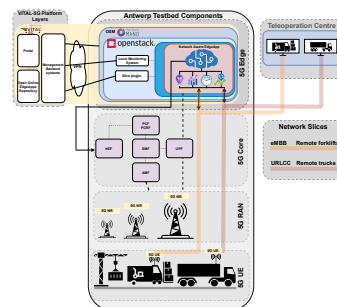 VITAL-5G Platform
Layers
Antwerp Testbed Components
Teleoperation Centre
OSM
MANO
openstack
Network Aware EdgeApp
5G Edge
VITAL
Portal
Management
Backend
systems
VPN
Local Monitoring
System
Slice plugin
Open Online
EdgeApps
Repository
PCF
PCRF
NEF
SMF
UPF
AMF
5G Core
Network Slices
eMBB Remote forklifts
URLCC Remote trucks
5G NR
5G NR
5G NR
5G RAN
5G UE
5G UE
5G UE